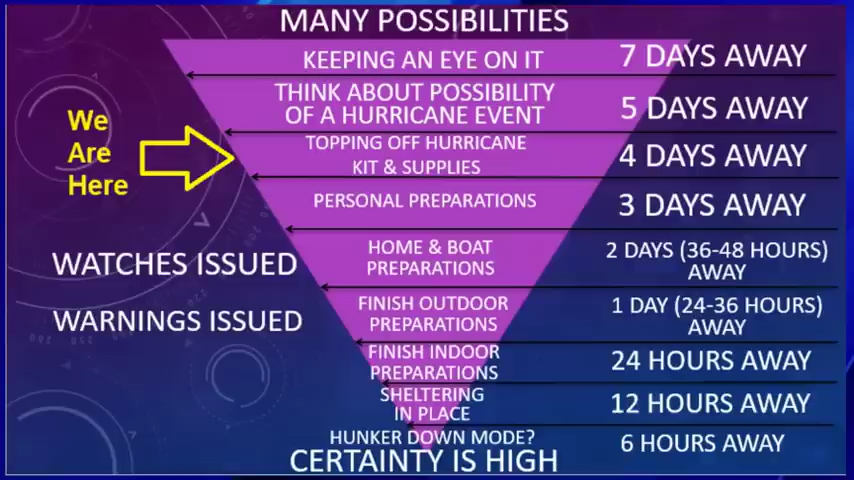 MANY POSSIBILITIES
KEEPING AN EYE ON IT
7 DAYS AWAY
THINK ABOUT POSSIBILITY
OF A HURRICANE EVENT
5 DAYS AWAY
We
Are
Here
TOPPING OFF HURRICANE
KIT & SUPPLIES
4 DAYS AWAY
PERSONAL PREPARATIONS
3 DAYS AWAY
WATCHES ISSUED
HOME & BOAT
PREPARATIONS
2 DAYS (36-48 HOURS)
AWAY
WARNINGS ISSUED
FINISH OUTDOOR
PREPARATIONS
1 DAY (24-36 HOURS)
AWAY
FINISH INDOOR
PREPARATIONS
24 HOURS AWAY
SHELTERING
IN PLACE
12 HOURS AWAY
HUNKER DOWN MODE?
6 HOURS AWAY
CERTAINTY IS HIGH